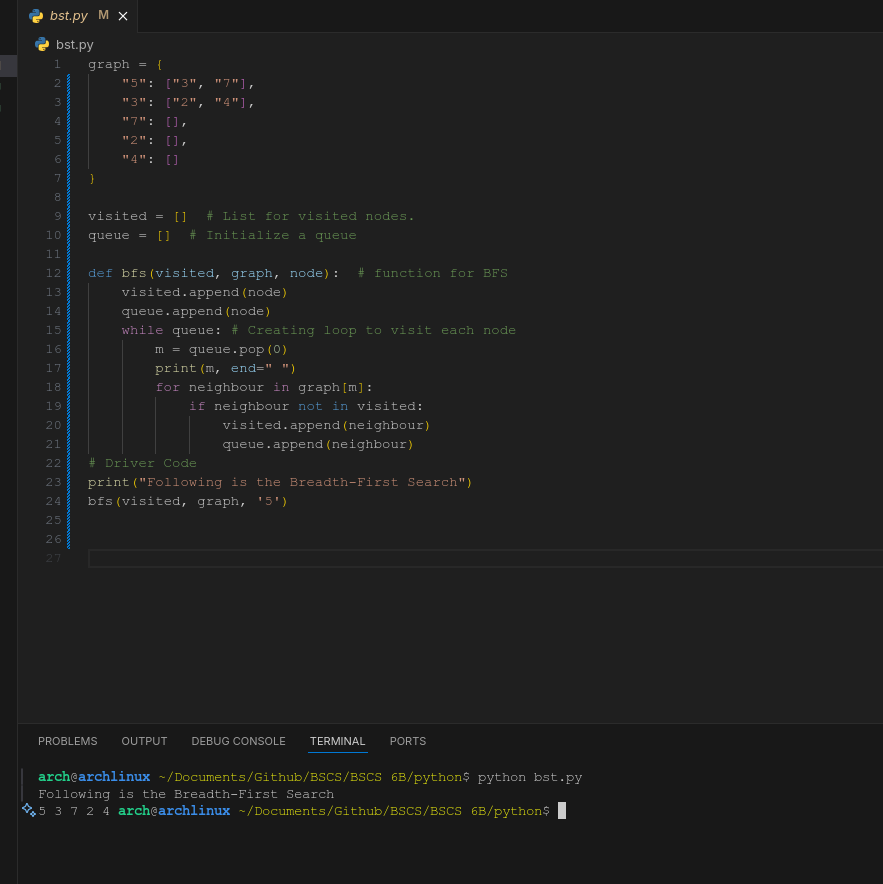 bst.py M
bst.py
1 graph = {
2     "5": ["3", "7"],
3     "3": ["2", "4"],
4     "7": [],
5     "2": [],
6     "4": []
7 }
8
9 visited = []  # List for visited nodes.
10 queue = []  # Initialize a queue
11
12 def bfs(visited, graph, node):  # function for BFS
13     visited.append(node)
14     queue.append(node)
15     while queue: # Creating loop to visit each node
16         m = queue.pop(0)
17         print(m, end=" ")
18         for neighbour in graph[m]:
19             if neighbour not in visited:
20                 visited.append(neighbour)
21                 queue.append(neighbour)
22 # Driver Code
23 print("Following is the Breadth-First Search")
24 bfs(visited, graph, '5')
25
26
27
PROBLEMS OUTPUT DEBUG CONSOLE TERMINAL PORTS
arch@archlinux ~/Documents/Github/BSCS/BSCS 6B/python$ python bst.py
Following is the Breadth-First Search
5 3 7 2 4 arch@archlinux ~/Documents/Github/BSCS/BSCS 6B/python$